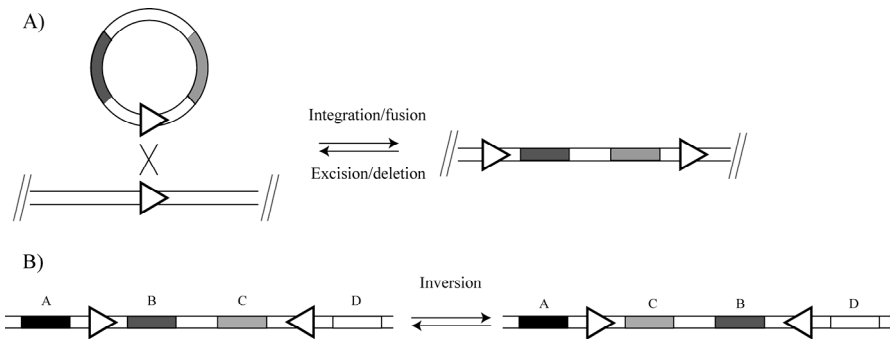 A)
Integration/fusion
Excision/deletion
B)
Inversion
A B C D A C B D